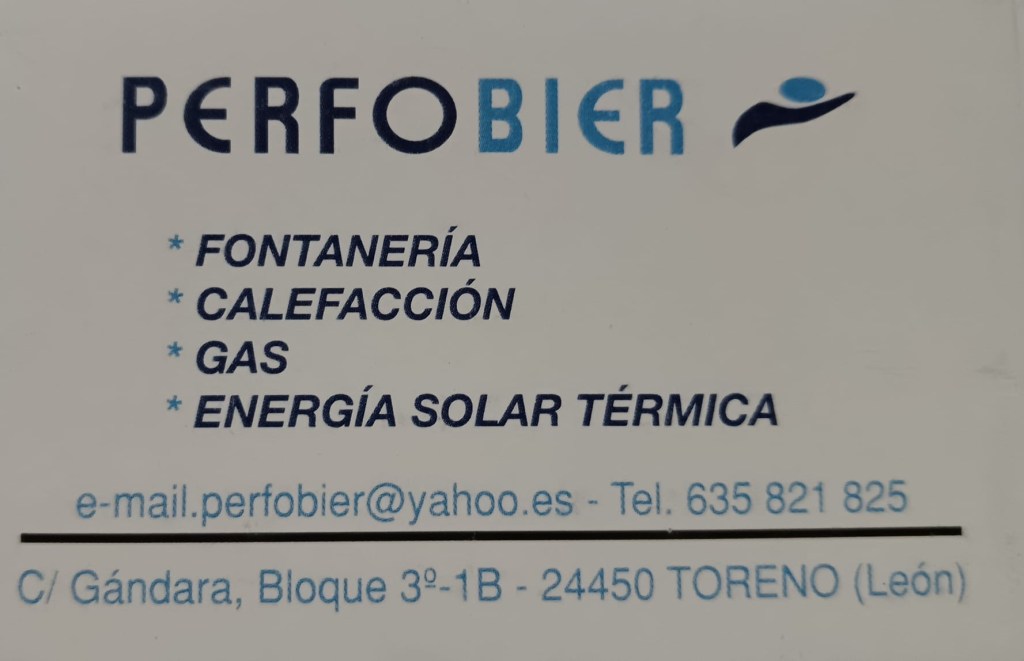 PERFOBIER
* FONTANERÍA
* CALEFACCIÓN
* GAS
* ENERGÍA SOLAR TÉRMICA
e-mail.perfobier@yahoo.es - Tel. 635 821 825
C/ Gándara, Bloque 3º-1B - 24450 TORENO (León)